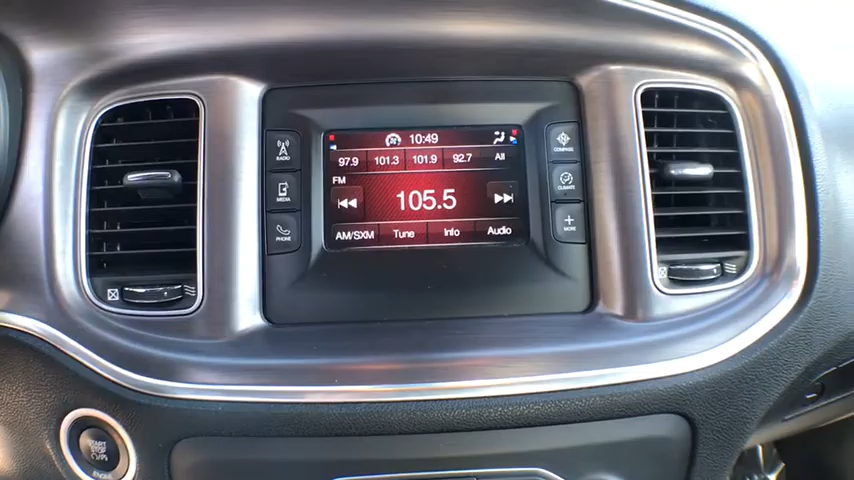 10:49
97.9 101.3 101.9 92.7 All
FM
105.5
AM/SXM Tune Info Audio
RADIO
MEDIA
PHONE
COMPASS
CLIMATE
MORE
START
STOP
ENGINE